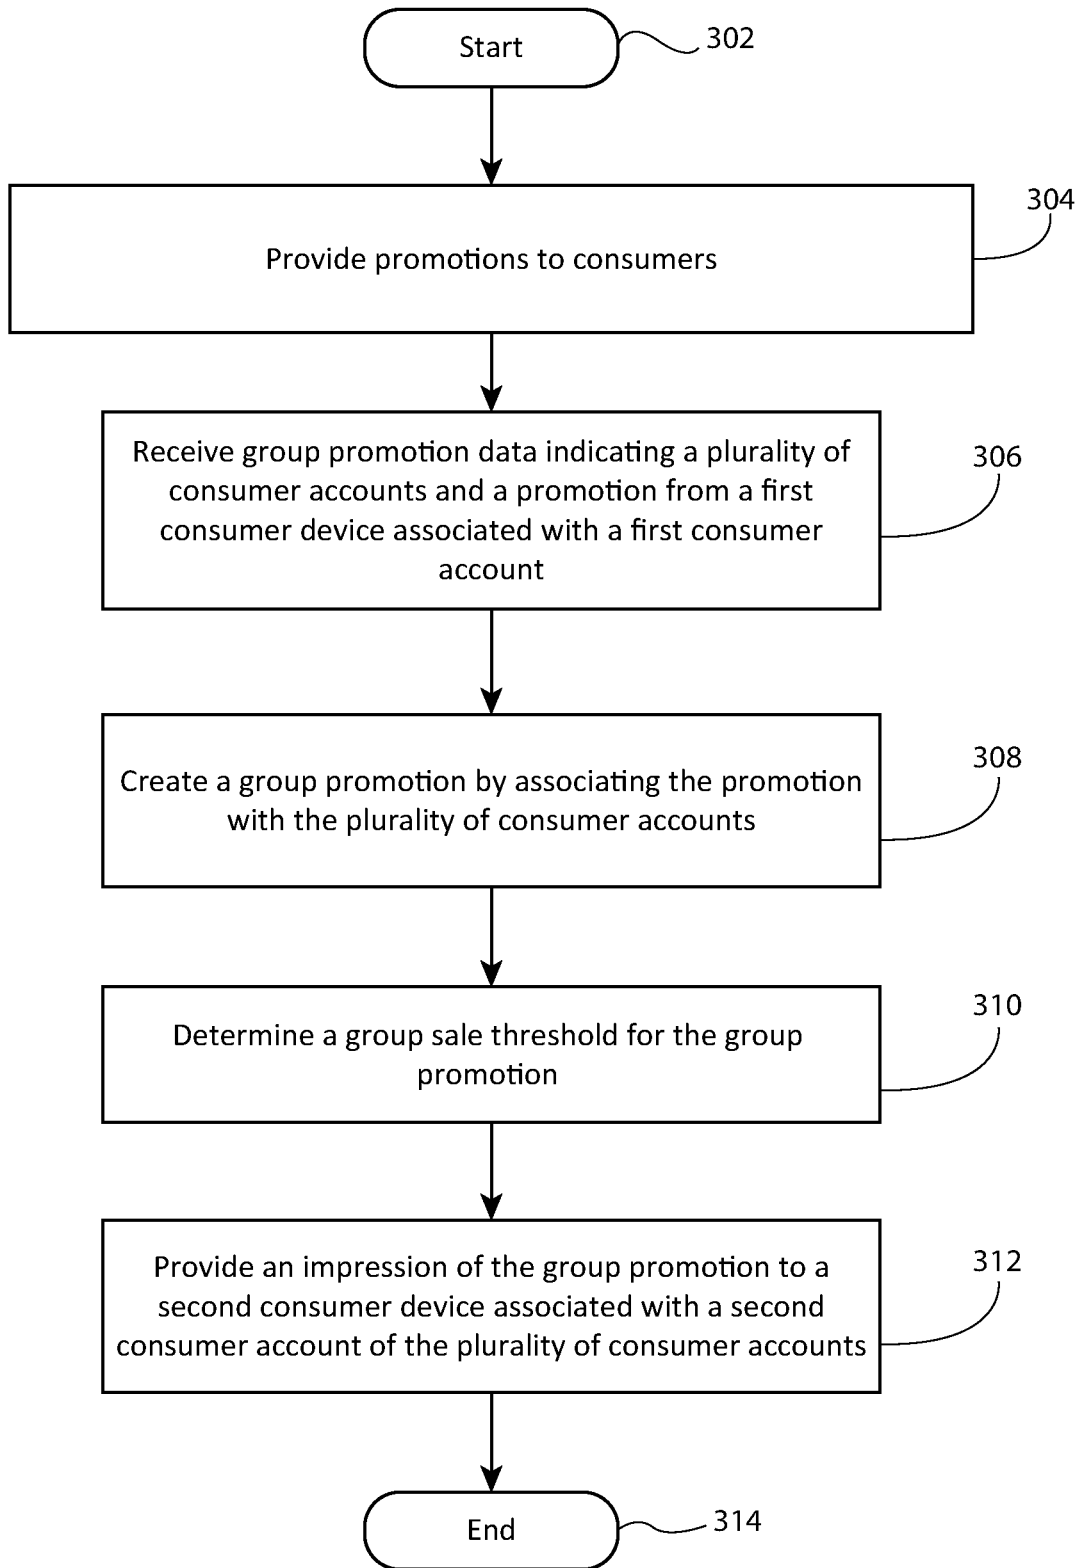 Start
302
304
Provide promotions to consumers
Receive group promotion data indicating a plurality of
consumer accounts and a promotion from a first
consumer device associated with a first consumer
account
306
Create a group promotion by associating the promotion
with the plurality of consumer accounts
308
Determine a group sale threshold for the group
promotion
310
Provide an impression of the group promotion to a
second consumer device associated with a second
consumer account of the plurality of consumer accounts
312
End
314